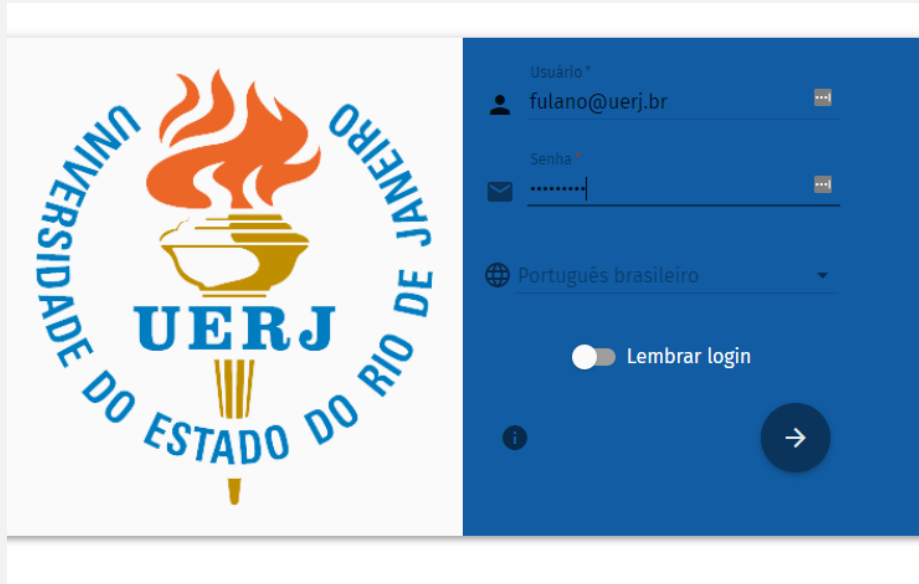 UNIVERSIDADE DO ESTADO DO RIO DE JANEIRO
UERJ
Usuário *
fulano@uerj.br
Senha *
•••••••••
Português brasileiro
Lembrar login